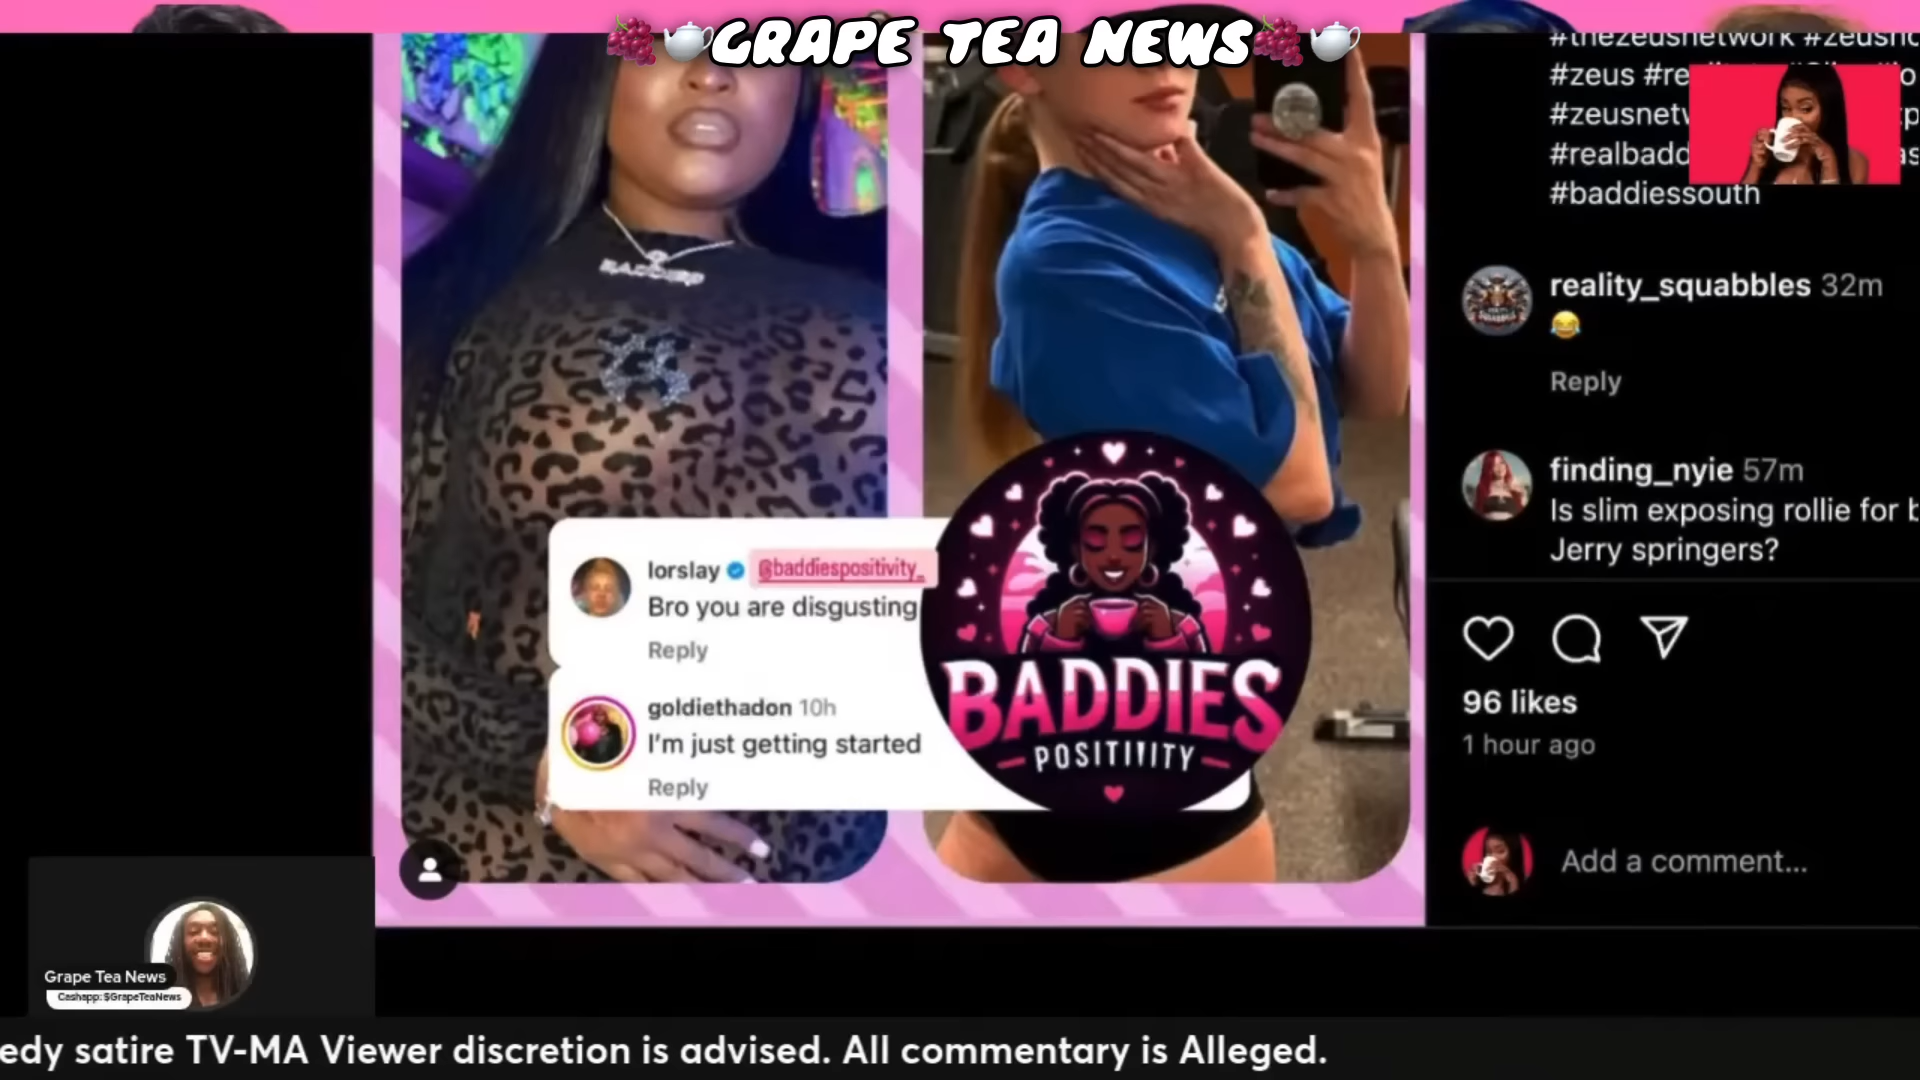 GRAPE TEA NEWS
#thezeusnetwork
#zeus
#baddiessouth
reality_squabbles 32m
😂
Reply
finding_nyie 57m
Is slim exposing rollie for b
Jerry springers?
BADDIES
lorslay @baddiespositivity_
Bro you are disgusting
Reply
goldiethadon 10h
I'm just getting started
Reply
BADDIES
POSITIVITY
96 likes
1 hour ago
Add a comment...
Grape Tea News
Cashapp: $GrapeTeaNews
edy satire TV-MA Viewer discretion is advised. All commentary is Alleged.